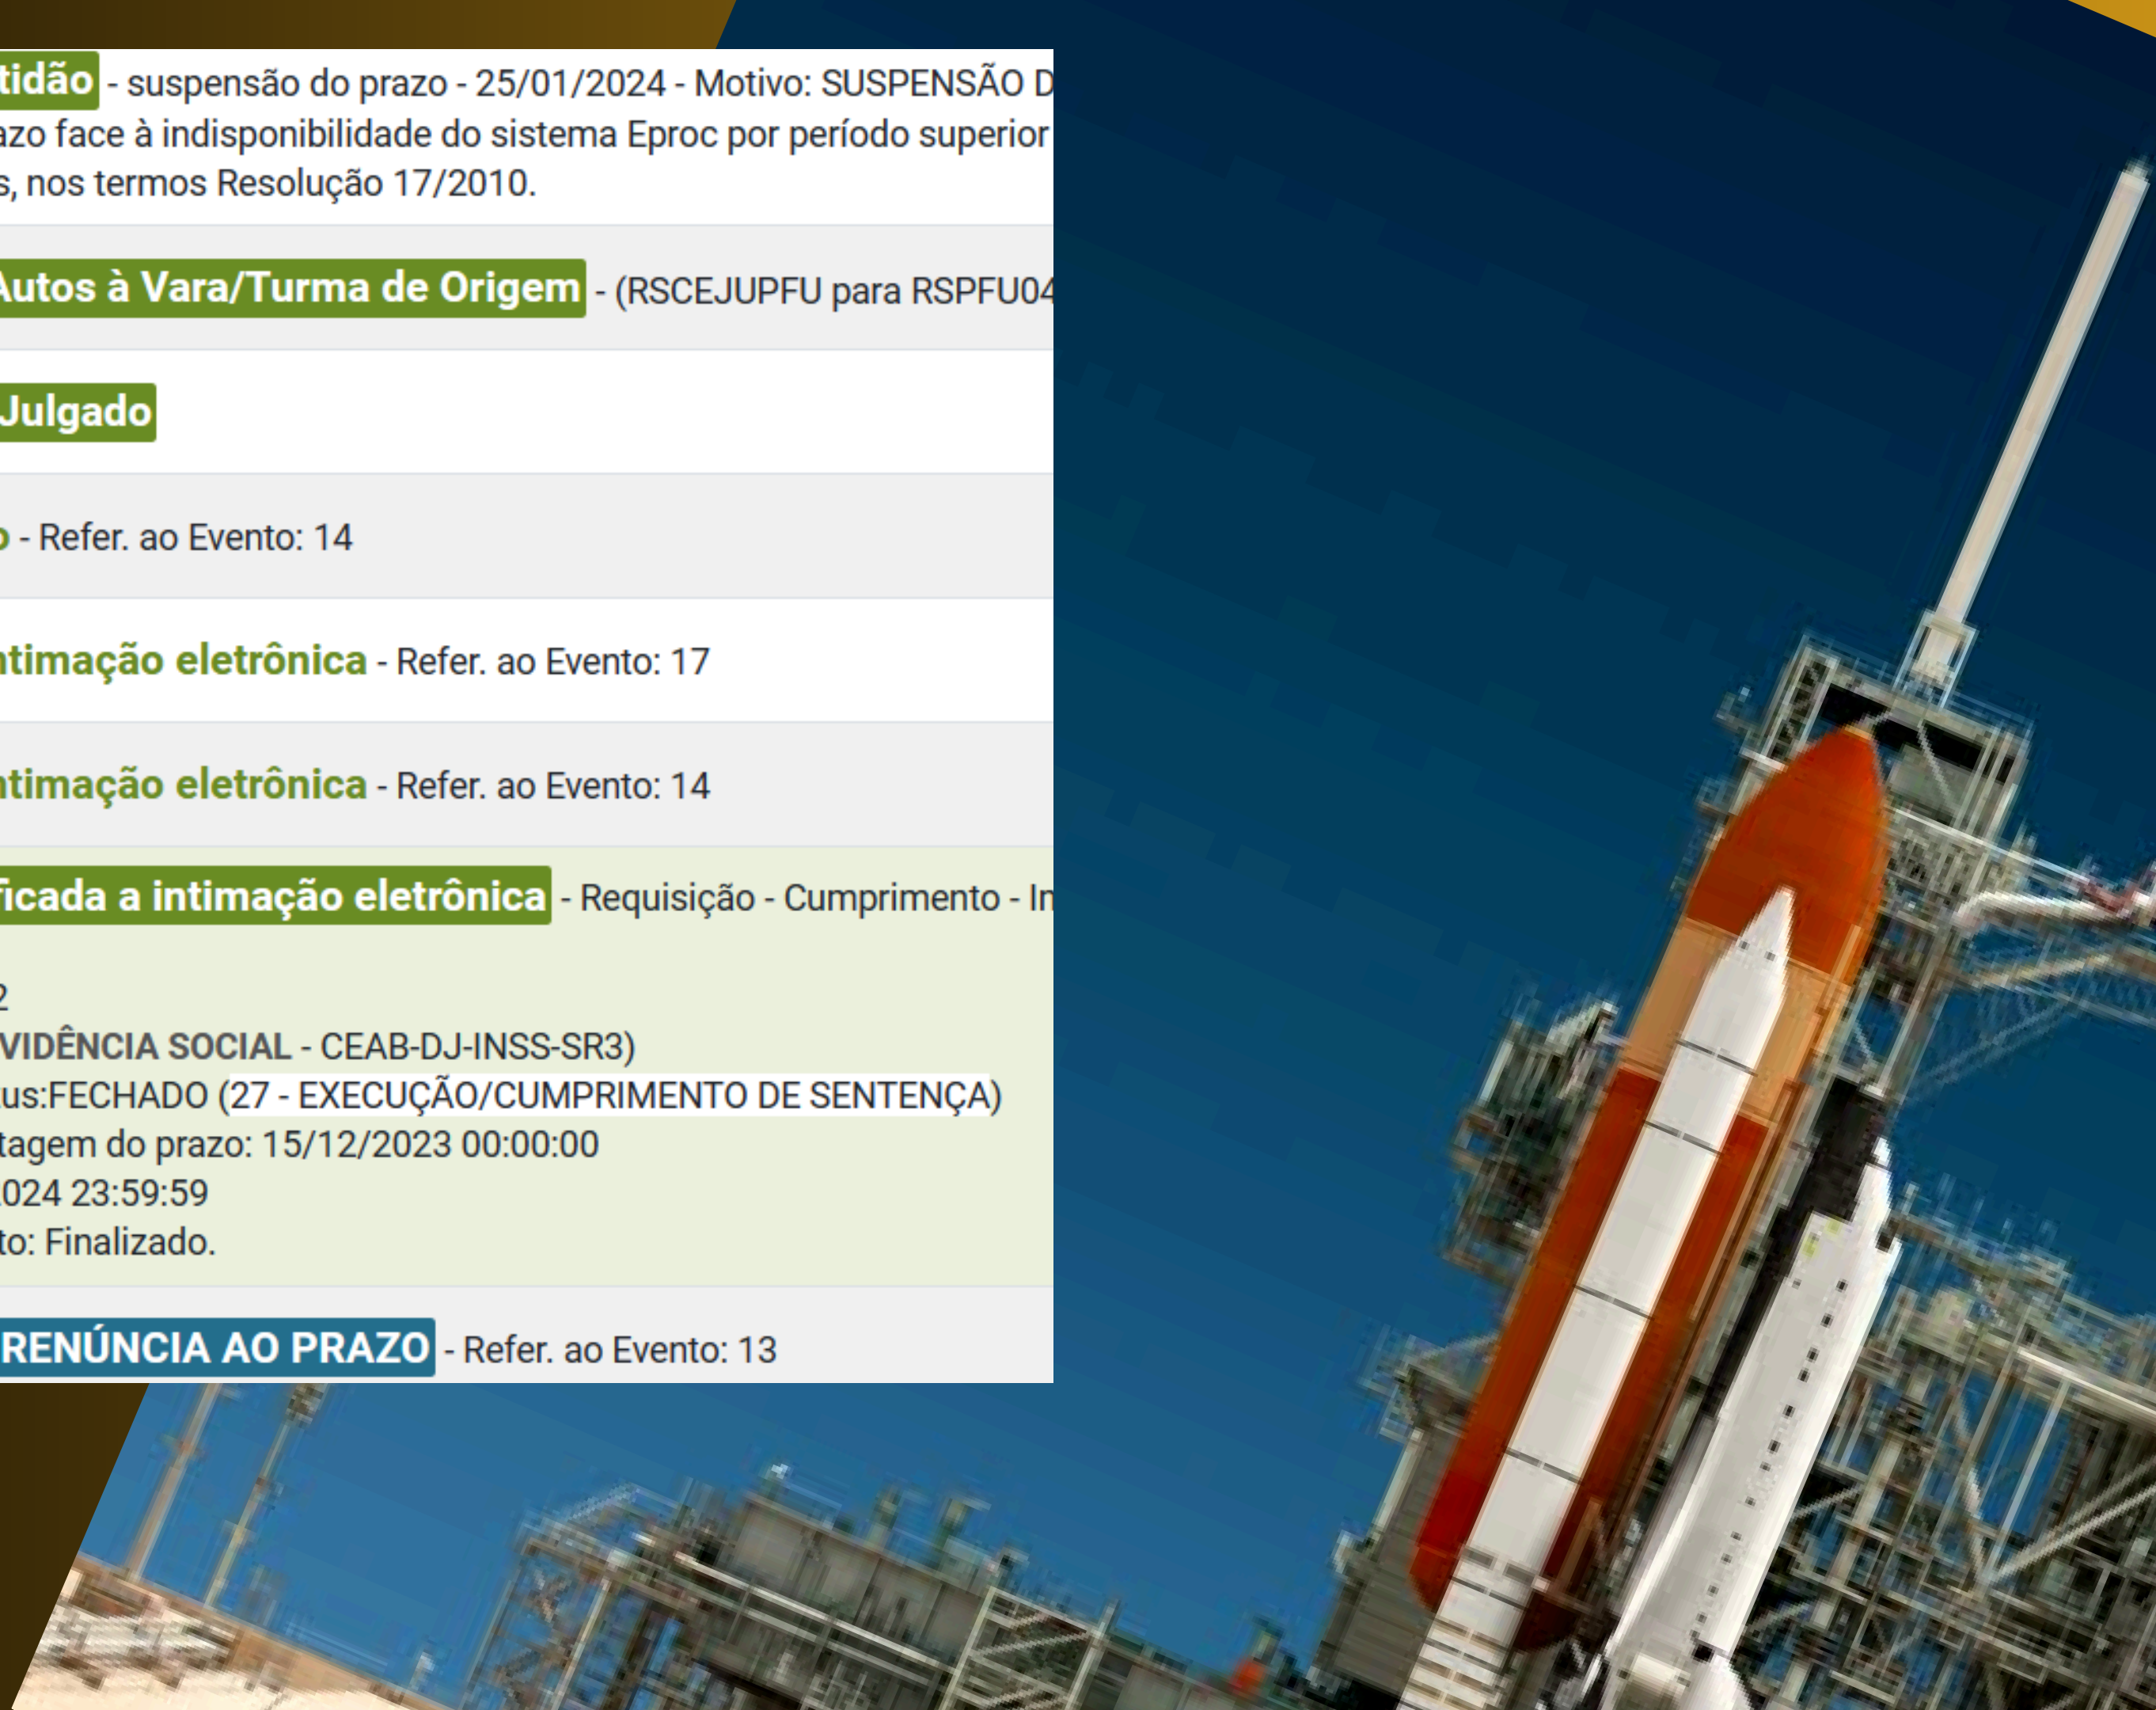 tidão - suspensão do prazo - 25/01/2024 - Motivo: SUSPENSÃO D
azo face à indisponibilidade do sistema Eproc por período superior
s, nos termos Resolução 17/2010.
Autos à Vara/Turma de Origem - (RSCEJUPFU para RSPFU04
Julgado
o - Refer. ao Evento: 14
ntimação eletrônica - Refer. ao Evento: 17
ntimação eletrônica - Refer. ao Evento: 14
ficada a intimação eletrônica - Requisição - Cumprimento - In
2
VIDÊNCIA SOCIAL - CEAB-DJ-INSS-SR3)
tus:FECHADO (27 - EXECUÇÃO/CUMPRIMENTO DE SENTENÇA)
tagem do prazo: 15/12/2023 00:00:00
024 23:59:59
to: Finalizado.
RENÚNCIA AO PRAZO - Refer. ao Evento: 13